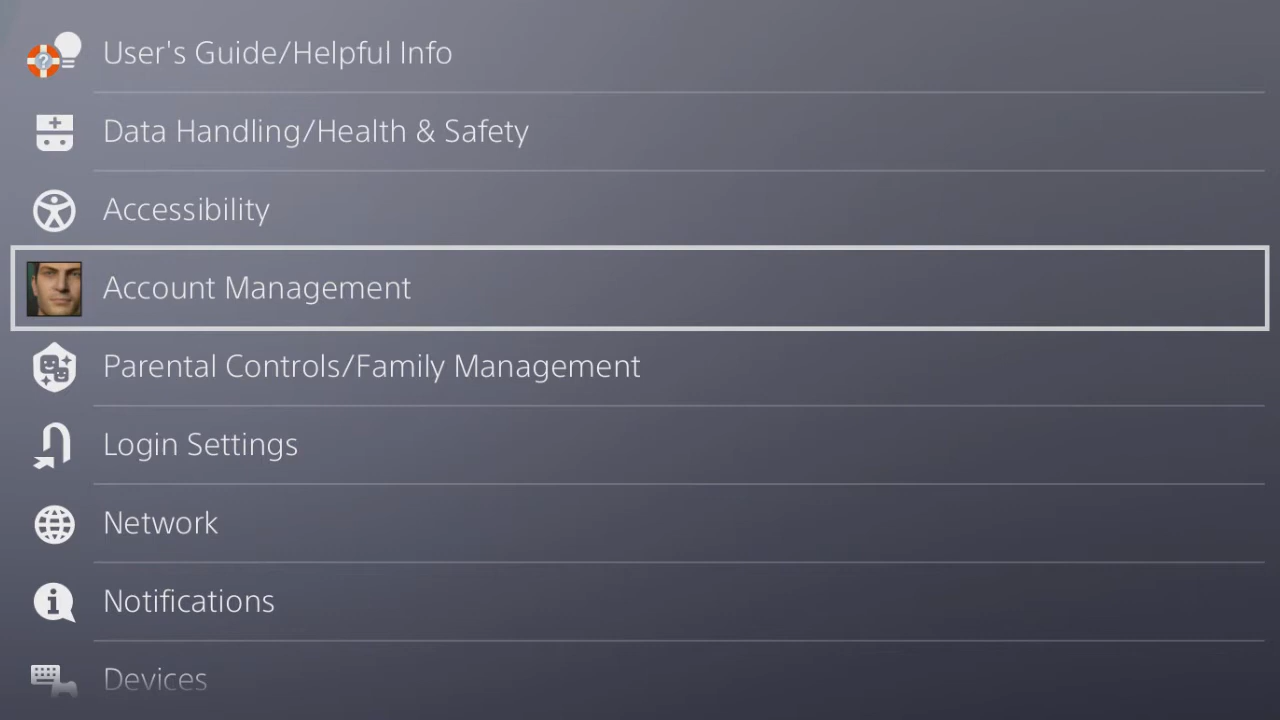 User's Guide/Helpful Info
Data Handling/Health & Safety
Accessibility
Account Management
Parental Controls/Family Management
Login Settings
Network
Notifications
Devices